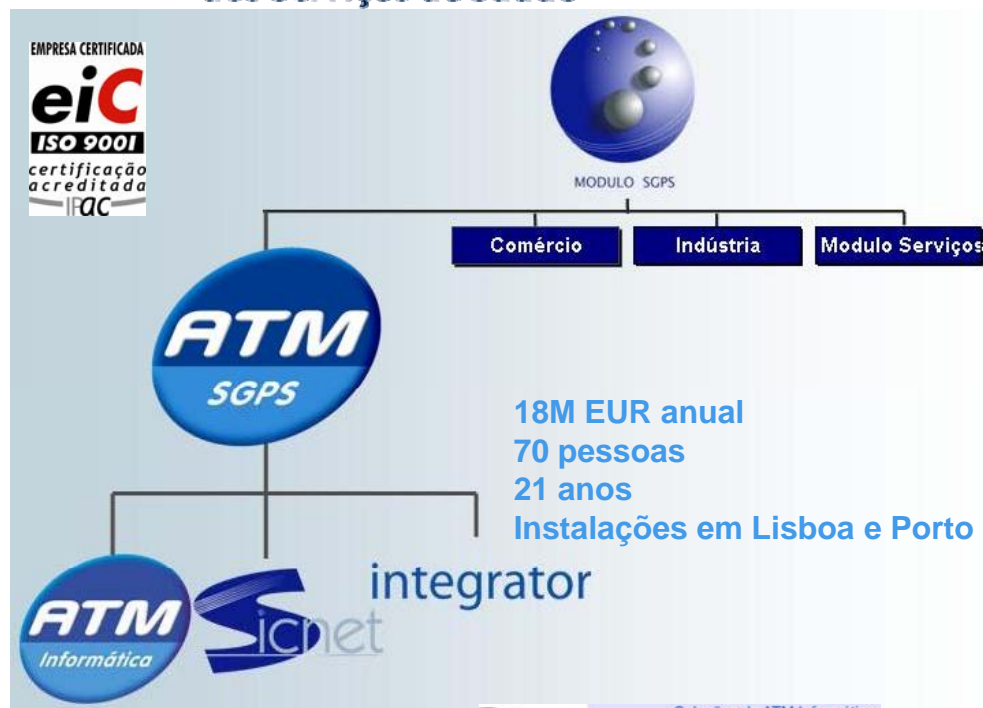 EMPRESA CERTIFICADA
eiC
ISO 9001
certificação
acreditada
IPAC
MODULO SGPS
Comércio
Indústria
Modulo Serviços
ATM
SGPS
18M EUR anual
70 pessoas
21 anos
Instalações em Lisboa e Porto
ATM
Informática
Sicnet
integrator